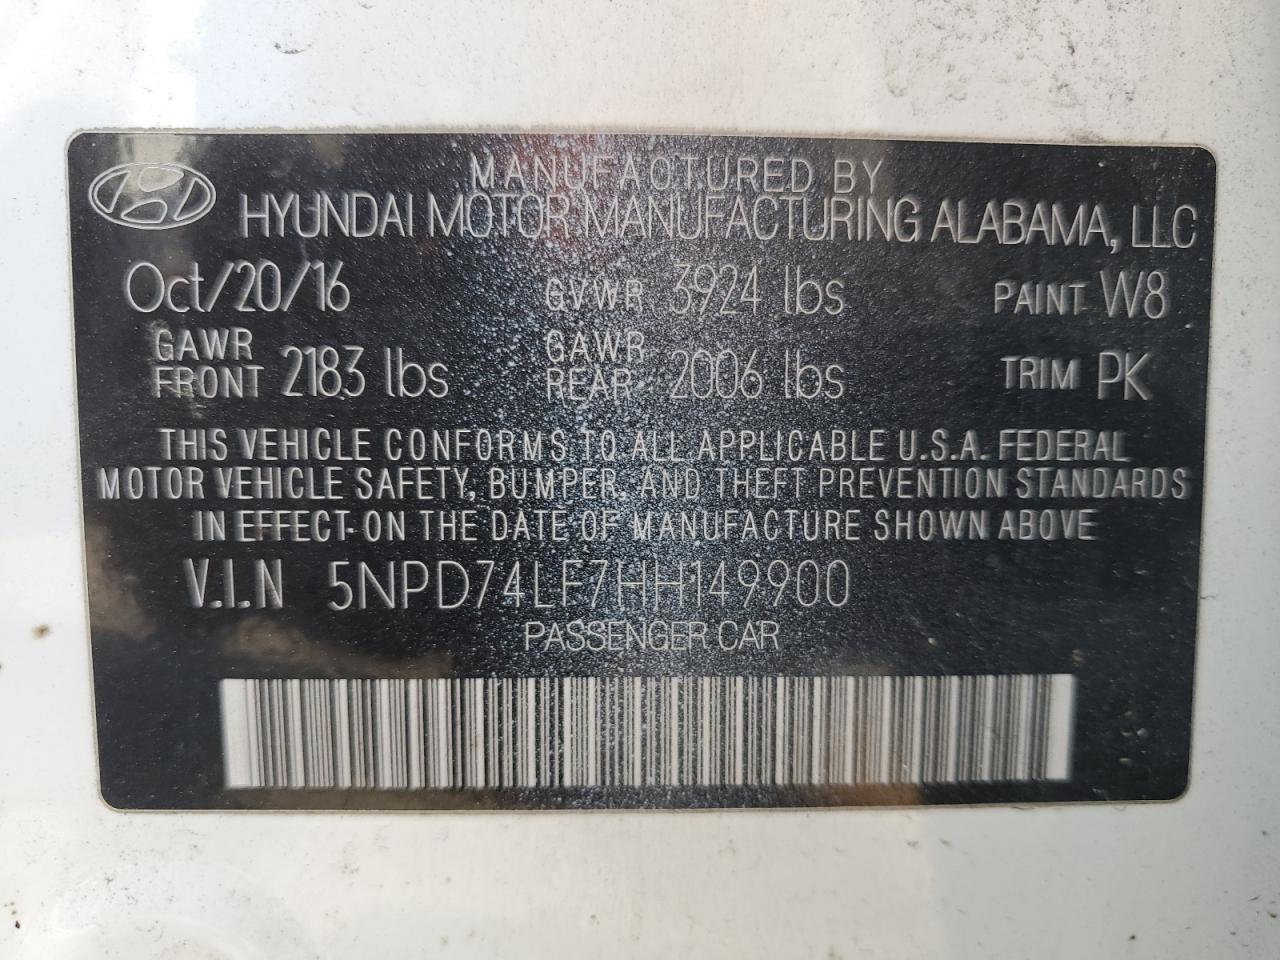 MANUFACTURED BY
HYUNDAI MOTOR MANUFACTURING ALABAMA, LLC
Oct/20/16 GVWR 3924 lbs PAINT W8
GAWR FRONT 2183 lbs GAWR REAR 2006 lbs TRIM PK
THIS VEHICLE CONFORMS TO ALL APPLICABLE U.S.A. FEDERAL
MOTOR VEHICLE SAFETY, BUMPER, AND THEFT PREVENTION STANDARDS
IN EFFECT ON THE DATE OF MANUFACTURE SHOWN ABOVE
V.I.N 5NPD74LF7HH149900
PASSENGER CAR